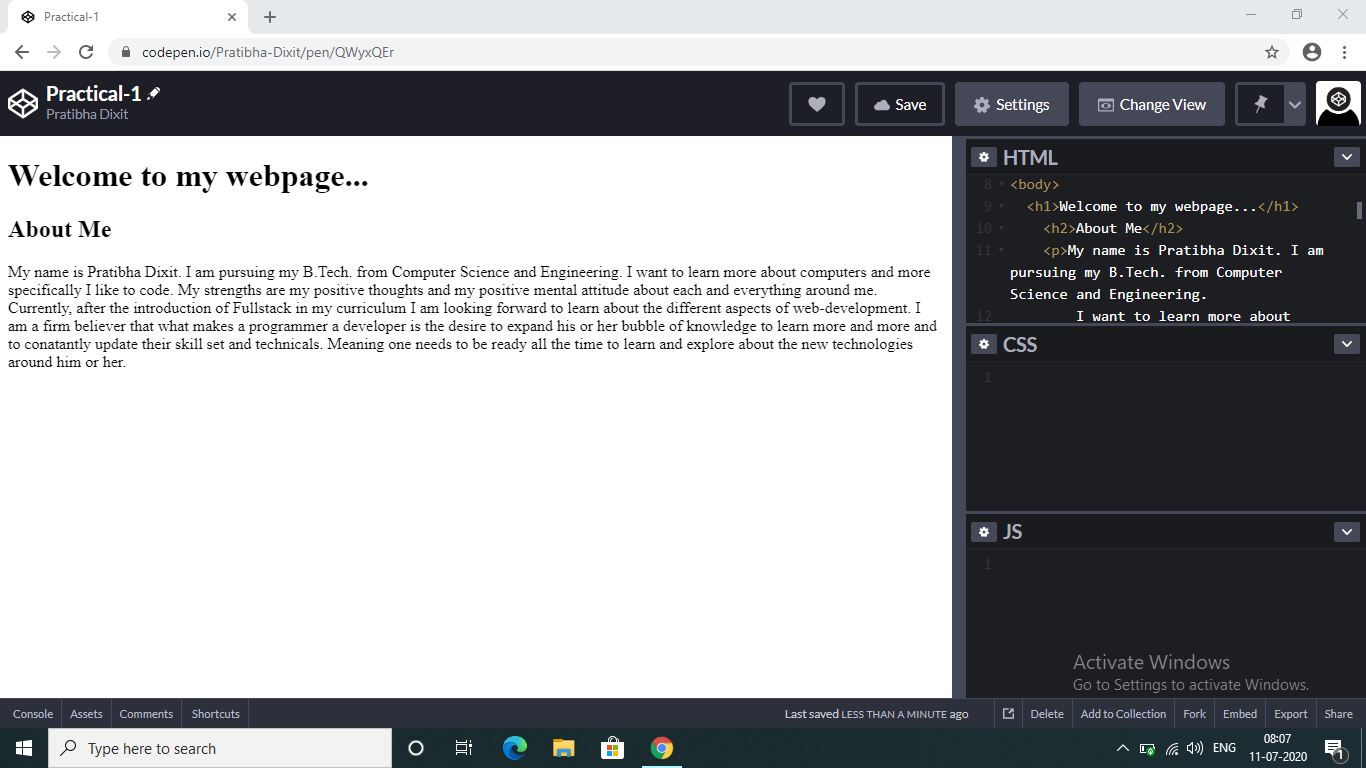 Practical-1
codepen.io/Pratibha-Dixit/pen/QWyxQEr
Practical-1
Pratibha Dixit
Save
Settings
Change View
Welcome to my webpage...
About Me
My name is Pratibha Dixit. I am pursuing my B.Tech. from Computer Science and Engineering. I want to learn more about computers and more
specifically I like to code. My strengths are my positive thoughts and my positive mental attitude about each and everything around me.
Currently, after the introduction of Fullstack in my curriculum I am looking forward to learn about the different aspects of web-development. I
am a firm believer that what makes a programmer a developer is the desire to expand his or her bubble of knowledge to learn more and more and
to conatantly update their skill set and technicals. Meaning one needs to be ready all the time to learn and explore about the new technologies
around him or her.
HTML
8 <body>
9 <h1>Welcome to my webpage...</h1>
10 <h2>About Me</h2>
11 <p>My name is Pratibha Dixit. I am
pursuing my B.Tech. from Computer
Science and Engineering.
12 I want to learn more about
CSS
1
JS
1
Activate Windows
Go to Settings to activate Windows.
Console Assets Comments Shortcuts
Last saved LESS THAN A MINUTE ago
Delete Add to Collection Fork Embed Export Share
Type here to search
ENG
08:07
11-07-2020
1